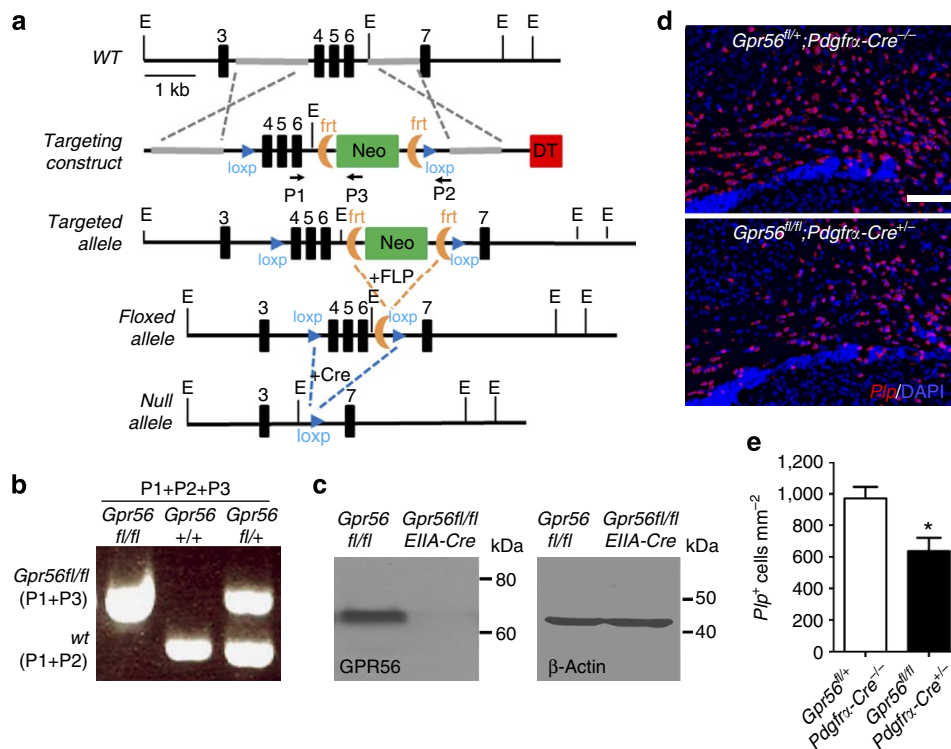 a
E E E E
3 4 5 6 7
WT
1 kb
E
4 5 6 frt frt
Targeting construct
loxp Neo loxp DT
P1 P3 P2
E E E E
3 4 5 6 frt frt 7
Targeted allele
loxp Neo loxp
+FLP
E E E E
3 loxp 4 5 6 loxp 7
Floxed allele
+Cre
E E E E
3 7
Null allele
loxp
b
P1+P2+P3
Gpr56 fl/fl Gpr56 +/+ Gpr56 fl/+
Gpr56fl/fl (P1+P3)
wt (P1+P2)
c
Gpr56 fl/fl Gpr56fl/fl EIIA-Cre kDa
80
60
GPR56
Gpr56 fl/fl Gpr56fl/fl EIIA-Cre kDa
50
40
β-Actin
d
Gpr56fl/+;Pdgfrα-Cre–/–
Gpr56fl/fl;Pdgfrα-Cre+/–
Plp/DAPI
e
Plp+ cells mm–2
1,200
1,000
800
600
400
200
0
*
Gpr56fl/+ Pdgfrα-Cre–/–
Gpr56fl/fl Pdgfrα-Cre+/–